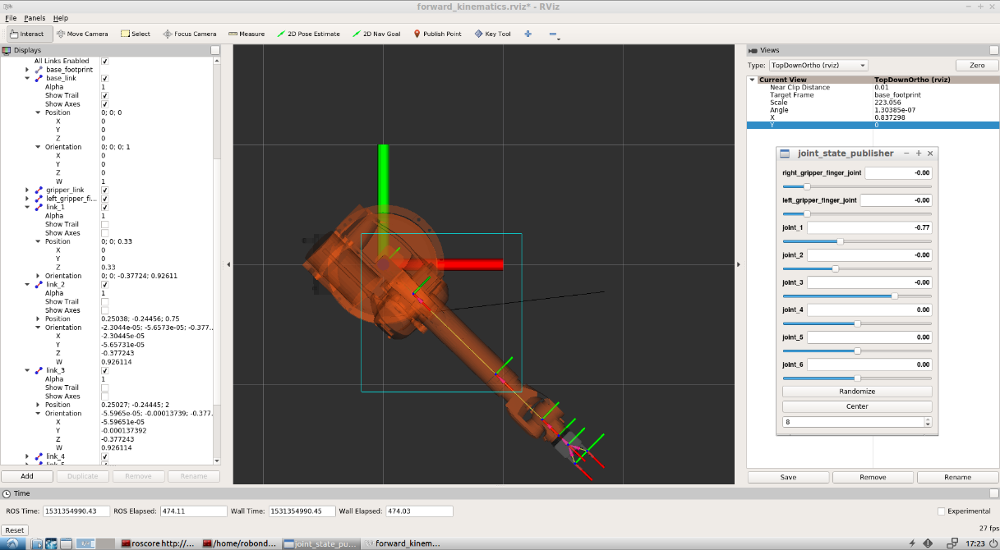 forward_kinematics.rviz* - RViz
File Panels Help
Interact Move Camera Select Focus Camera Measure 2D Pose Estimate 2D Nav Goal Publish Point Key Tool
Displays
All Links Enabled
base_footprint
base_link
Alpha 1
Show Trail
Show Axes
Position 0; 0; 0
X 0
Y 0
Z 0
Orientation 0; 0; 0; 1
X 0
Y 0
Z 0
W 1
gripper_link
left_gripper_fi...
link_1
Alpha 1
Show Trail
Show Axes
Position 0; 0; 0.33
X 0
Y 0
Z 0.33
Orientation 0; 0; -0.37724; 0.92611
link_2
Alpha 1
Show Trail
Show Axes
Position 0.25038; -0.24456; 0.75
Orientation -2.3044e-05; -5.6573e-05; -0.377...
X -2.30445e-05
Y -5.65731e-05
Z -0.377243
W 0.926114
link_3
Alpha 1
Show Trail
Show Axes
Position 0.25027; -0.24445; 2
Orientation -5.5965e-05; -0.00013739; -0.377...
X -5.59651e-05
Y -0.000137392
Z -0.377243
W 0.926114
link_4
Add Duplicate Remove Rename
Views
Type: TopDownOrtho (rviz) Zero
Current View TopDownOrtho (rviz)
Near Clip Distance 0.01
Target Frame base_footprint
Scale 223.056
Angle 1.30385e-07
X 0.837298
Y 0
joint_state_publisher
right_gripper_finger_joint -0.00
left_gripper_finger_joint -0.00
joint_1 -0.77
joint_2 -0.00
joint_3 -0.00
joint_4 0.00
joint_5 0.00
joint_6 0.00
Randomize
Center
8
Save Remove Rename
Time
ROS Time: 1531354990.43 ROS Elapsed: 474.11 Wall Time: 1531354990.45 Wall Elapsed: 474.03 Experimental
Reset 27 fps
roscore http://... /home/robond... joint_state_pu... forward_kinem... 17:23